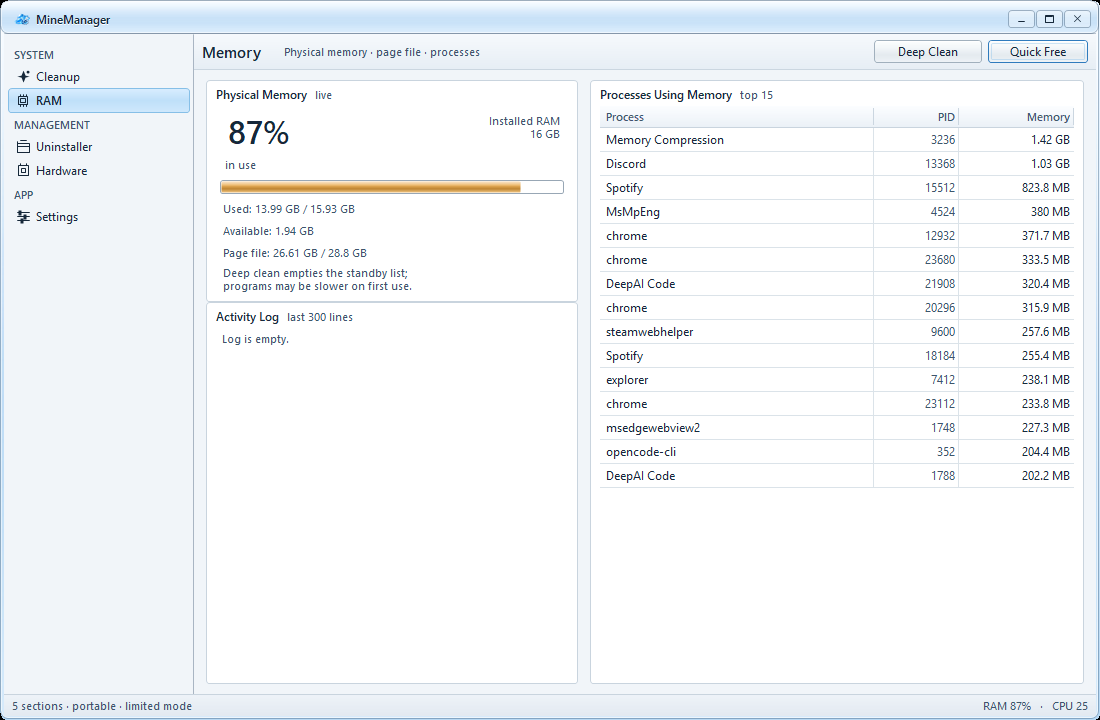 MineManager
SYSTEM
Cleanup
RAM
MANAGEMENT
Uninstaller
Hardware
APP
Settings
Memory Physical memory · page file · processes Deep Clean Quick Free
Physical Memory live
87%
in use
Installed RAM
16 GB
Used: 13.99 GB / 15.93 GB
Available: 1.94 GB
Page file: 26.61 GB / 28.8 GB
Deep clean empties the standby list;
programs may be slower on first use.
Activity Log last 300 lines
Log is empty.
Processes Using Memory top 15
Process PID Memory
Memory Compression 3236 1.42 GB
Discord 13368 1.03 GB
Spotify 15512 823.8 MB
MsMpEng 4524 380 MB
chrome 12932 371.7 MB
chrome 23680 333.5 MB
DeepAI Code 21908 320.4 MB
chrome 20296 315.9 MB
steamwebhelper 9600 257.6 MB
Spotify 18184 255.4 MB
explorer 7412 238.1 MB
chrome 23112 233.8 MB
msedgewebview2 1748 227.3 MB
opencode-cli 352 204.4 MB
DeepAI Code 1788 202.2 MB
5 sections · portable · limited mode RAM 87% · CPU 25